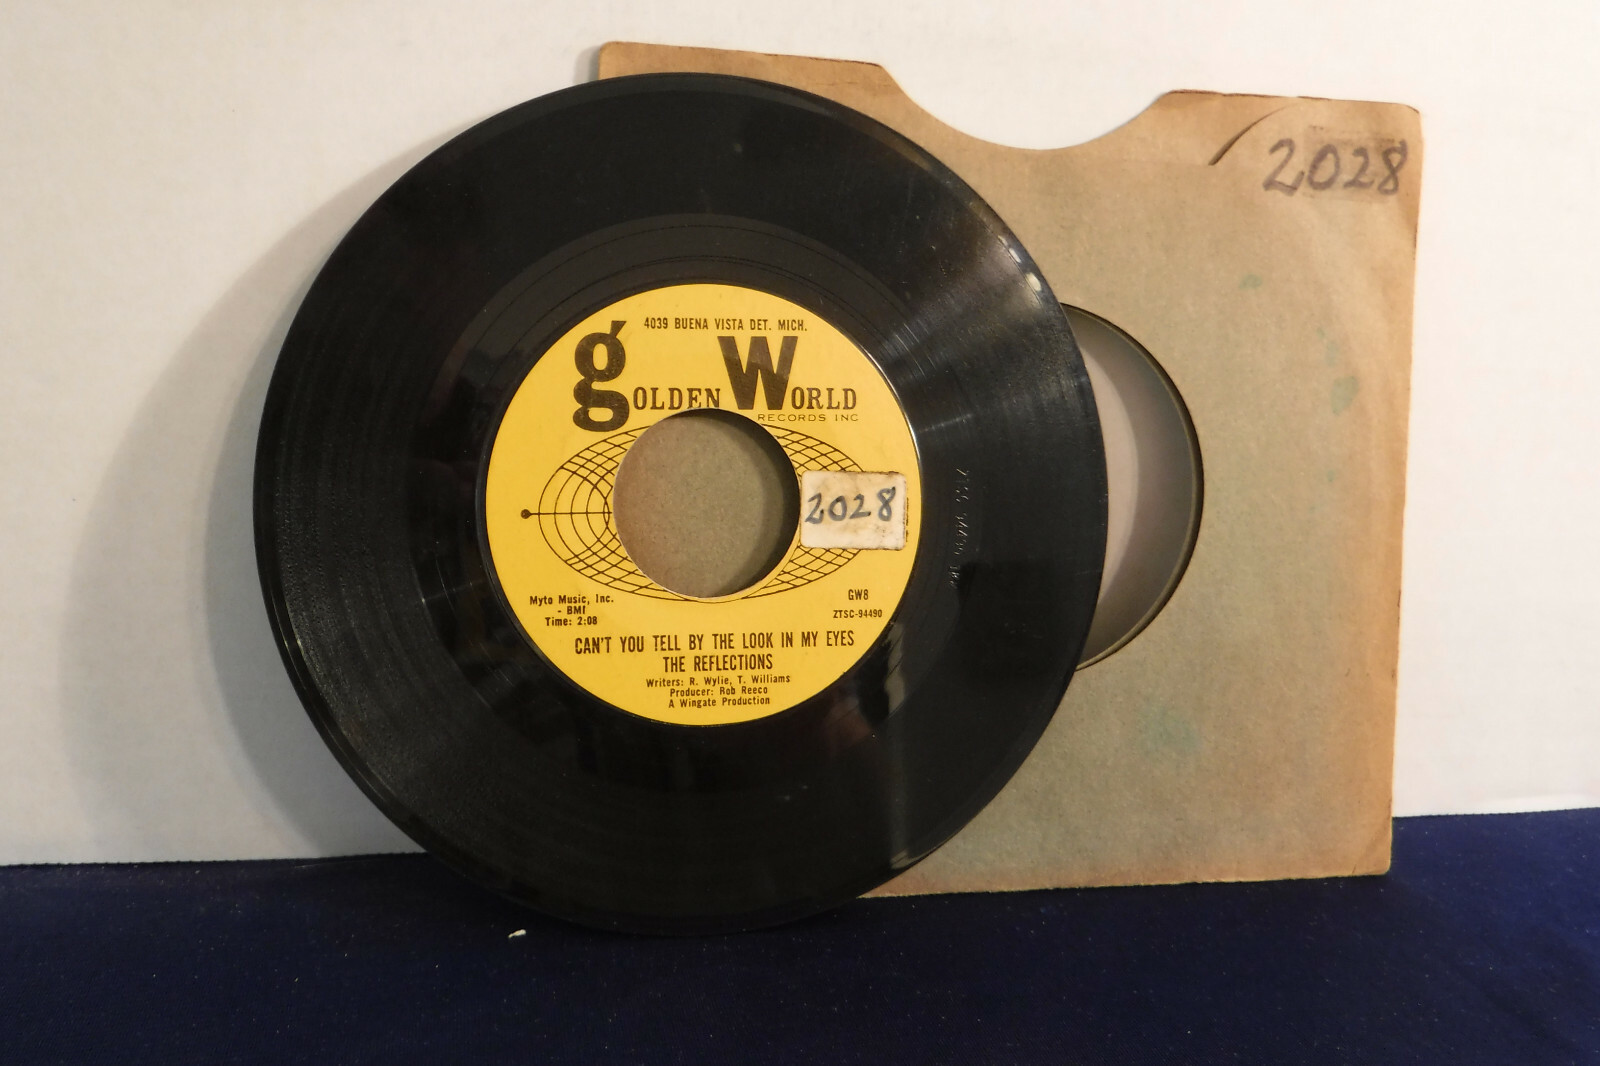 2028
4039 BUENA VISTA DET. MICH.
gOLDEN WORLD
RECORDS INC
2028
Myto Music, Inc.
- BMI
Time: 2:08
GW8
ZTSC-94490
CAN'T YOU TELL BY THE LOOK IN MY EYES
THE REFLECTIONS
Writers: R. Wylie, T. Williams
Producer: Rob Reeco
A Wingate Production